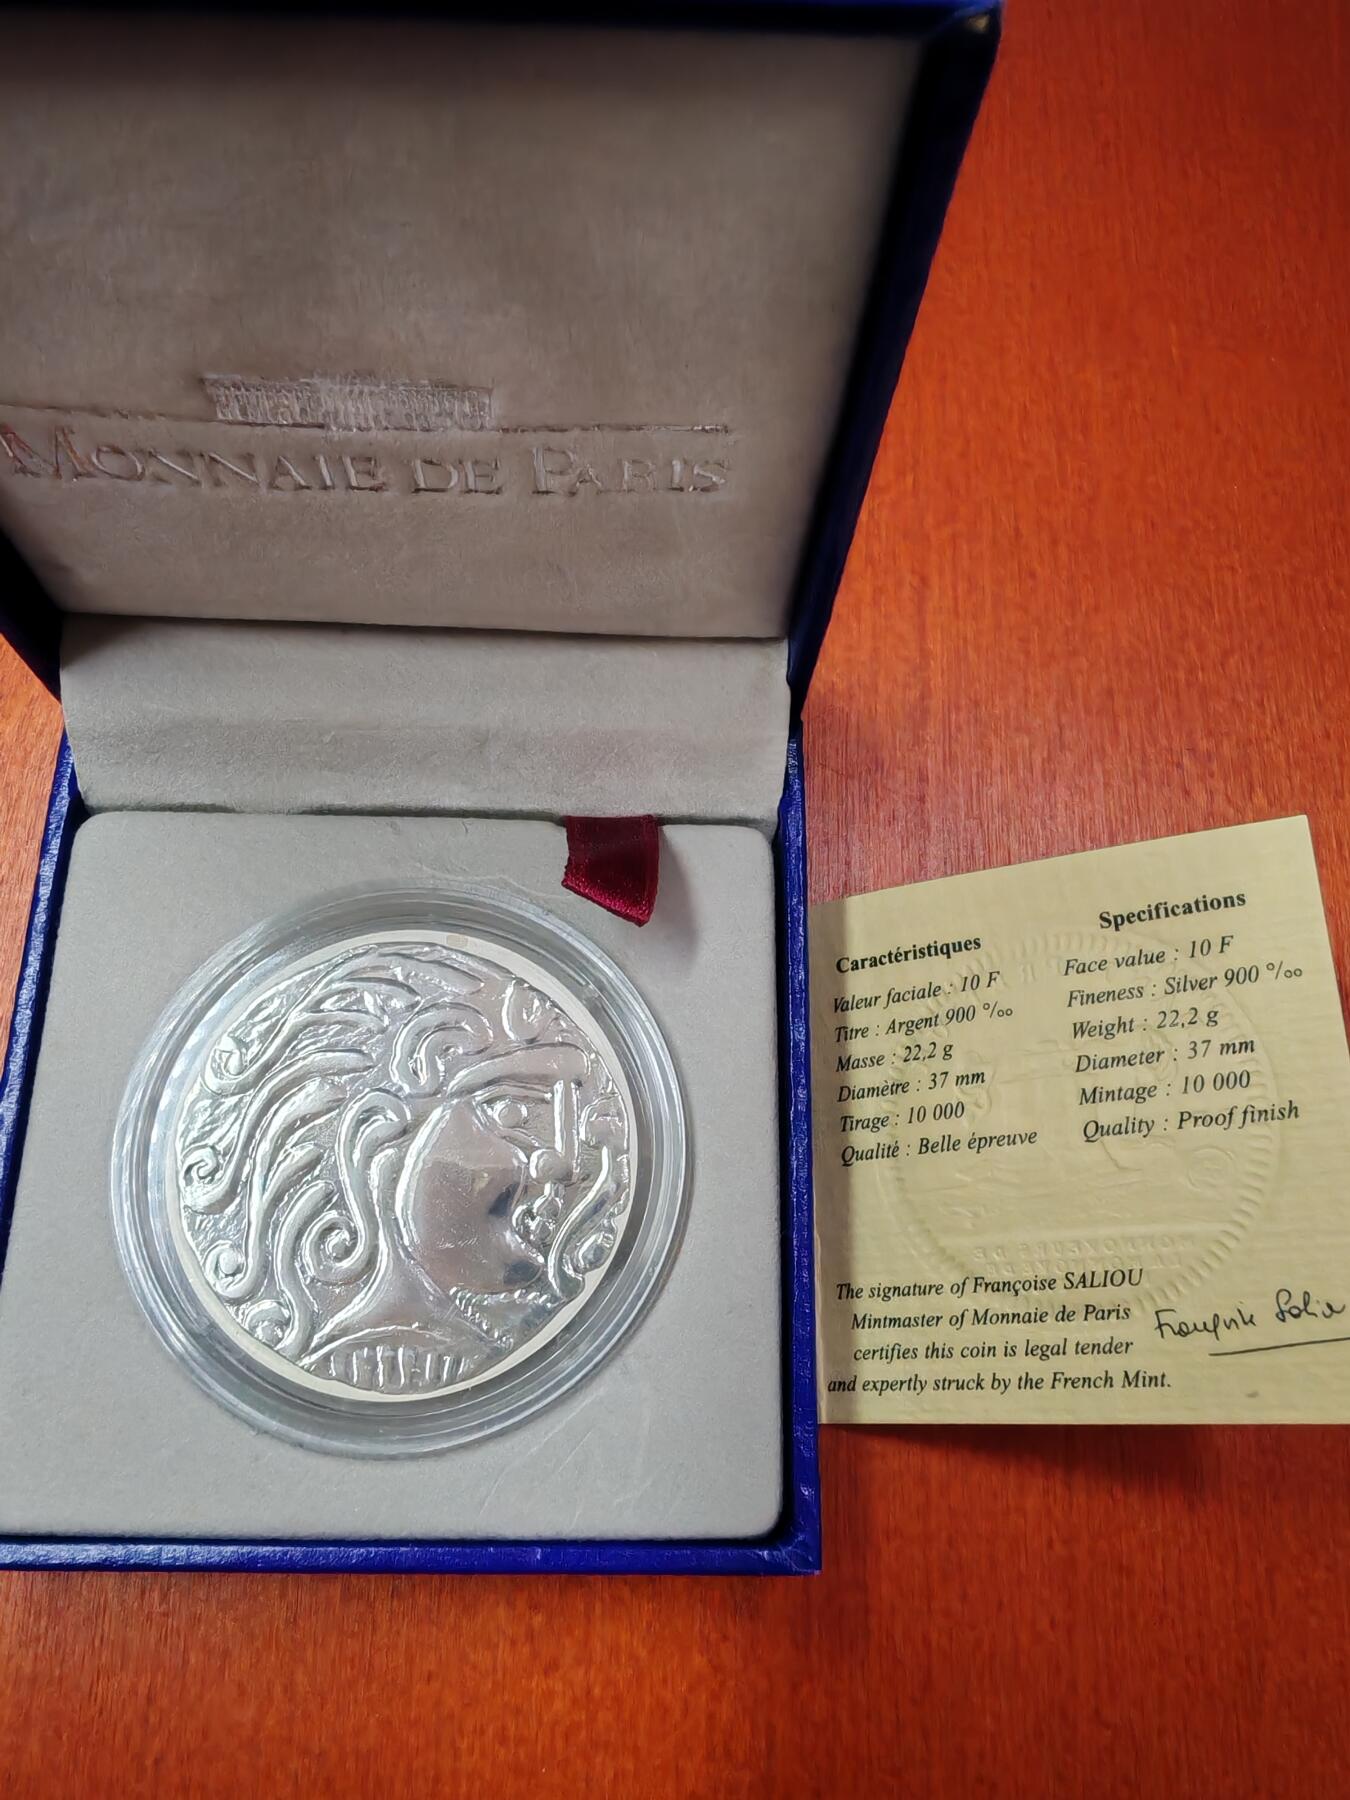 MONNAIE DE PARIS
Caractéristiques
Valeur faciale : 10 F
Titre : Argent 900 °/oo
Masse : 22,2 g
Diamètre : 37 mm
Tirage : 10 000
Qualité : Belle épreuve
Specifications
Face value : 10 F
Fineness : Silver 900 °/oo
Weight : 22,2 g
Diameter : 37 mm
Mintage : 10 000
Quality : Proof finish
The signature of Françoise SALIOU
Mintmaster of Monnaie de Paris
certifies this coin is legal tender
and expertly struck by the French Mint.